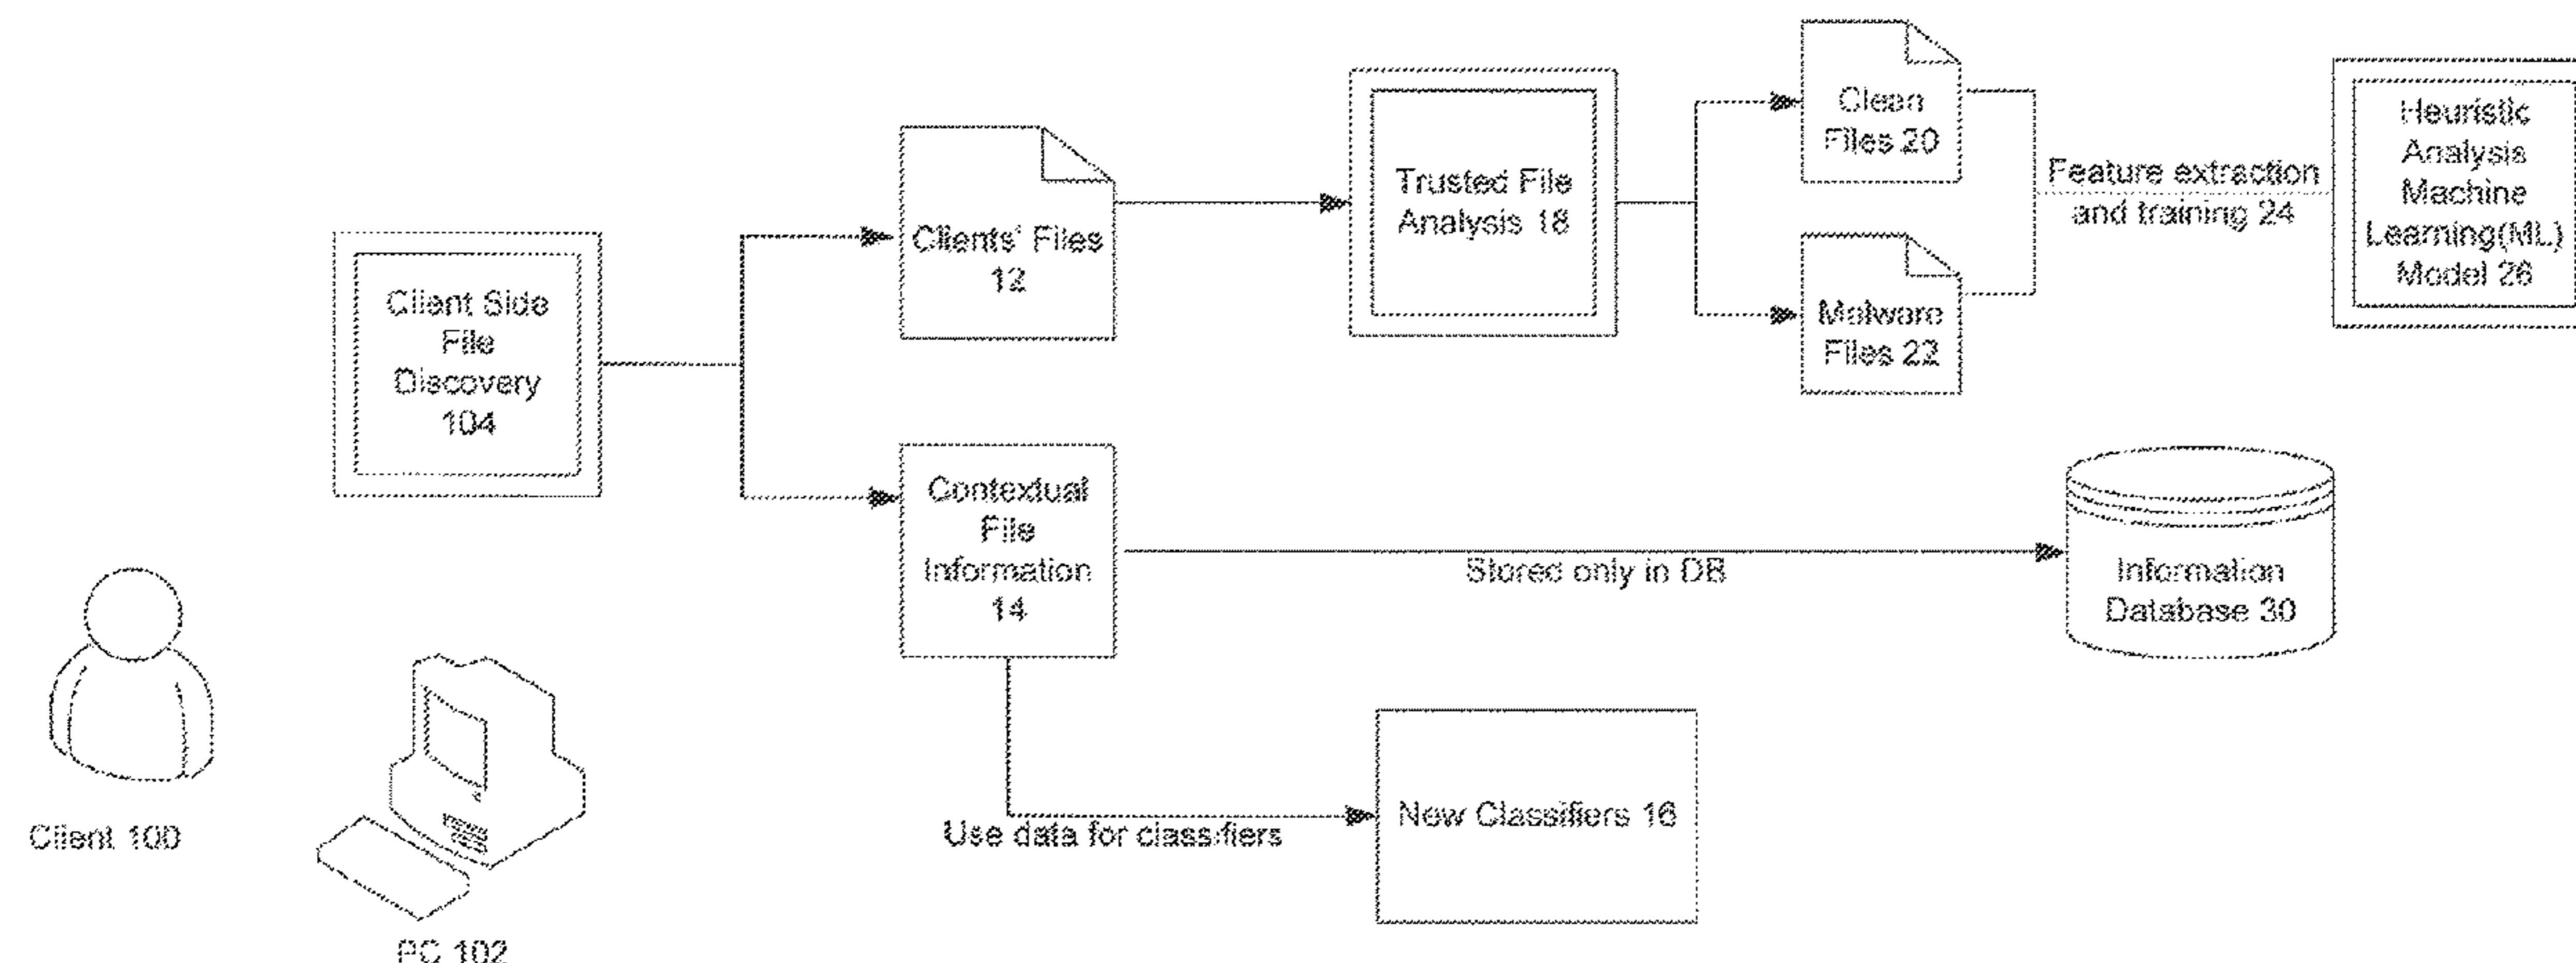 Client Side
File
Discovery
104
Clients' Files
12
Trusted File
Analysis 18
Clean
Files 20
Malware
Files 22
Feature extraction
and training 24
Heuristic
Analysis
Machine
Learning(ML)
Model 26
Contextual
File
Information
14
Stored only in DB
Information
Database 30
Use data for classifiers
New Classifiers 16
Client 100
PC 102